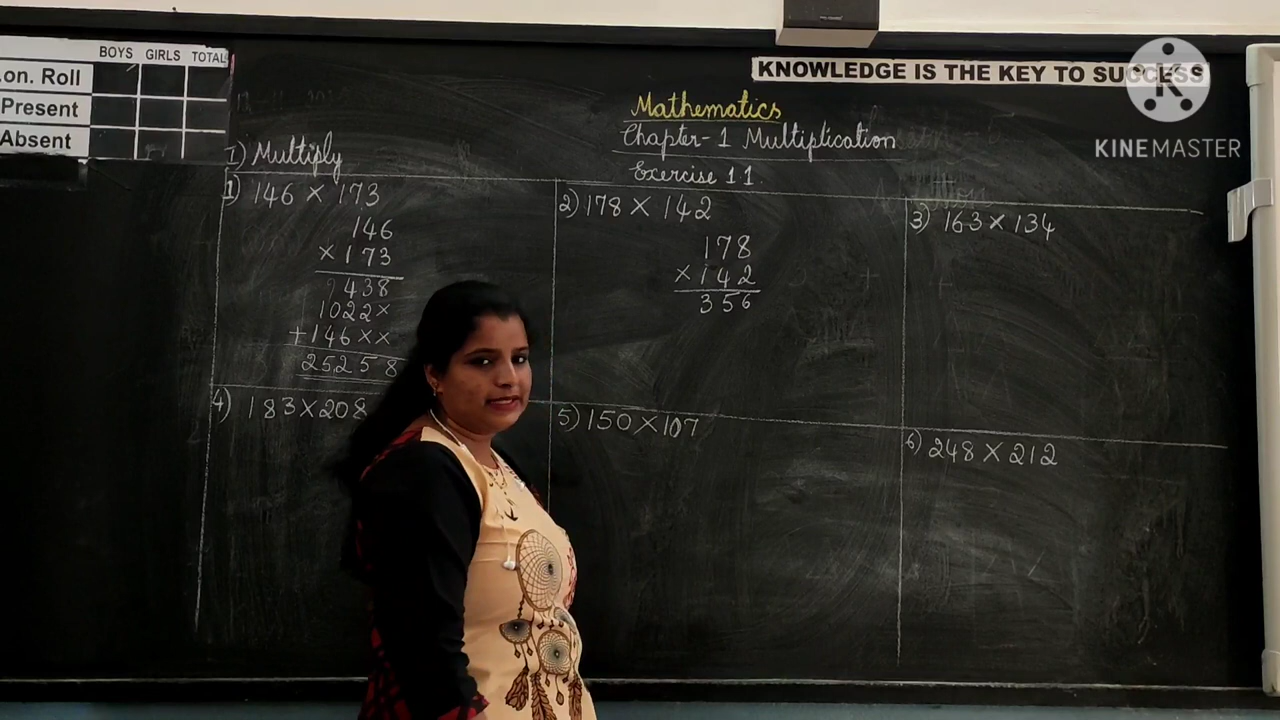 BOYS GIRLS TOTAL
on. Roll
Present
Absent
KNOWLEDGE IS THE KEY TO SUCCESS
K
KINEMASTER
Mathematics
Chapter-1 Multiplication
Exercise 1 1
I) Multiply
1) 146 × 173
146
× 173
438
1022×
+146××
25258
2) 178 × 142
178
× 142
356
3) 163 × 134
4) 183×208
5) 150×107
6) 248 × 212